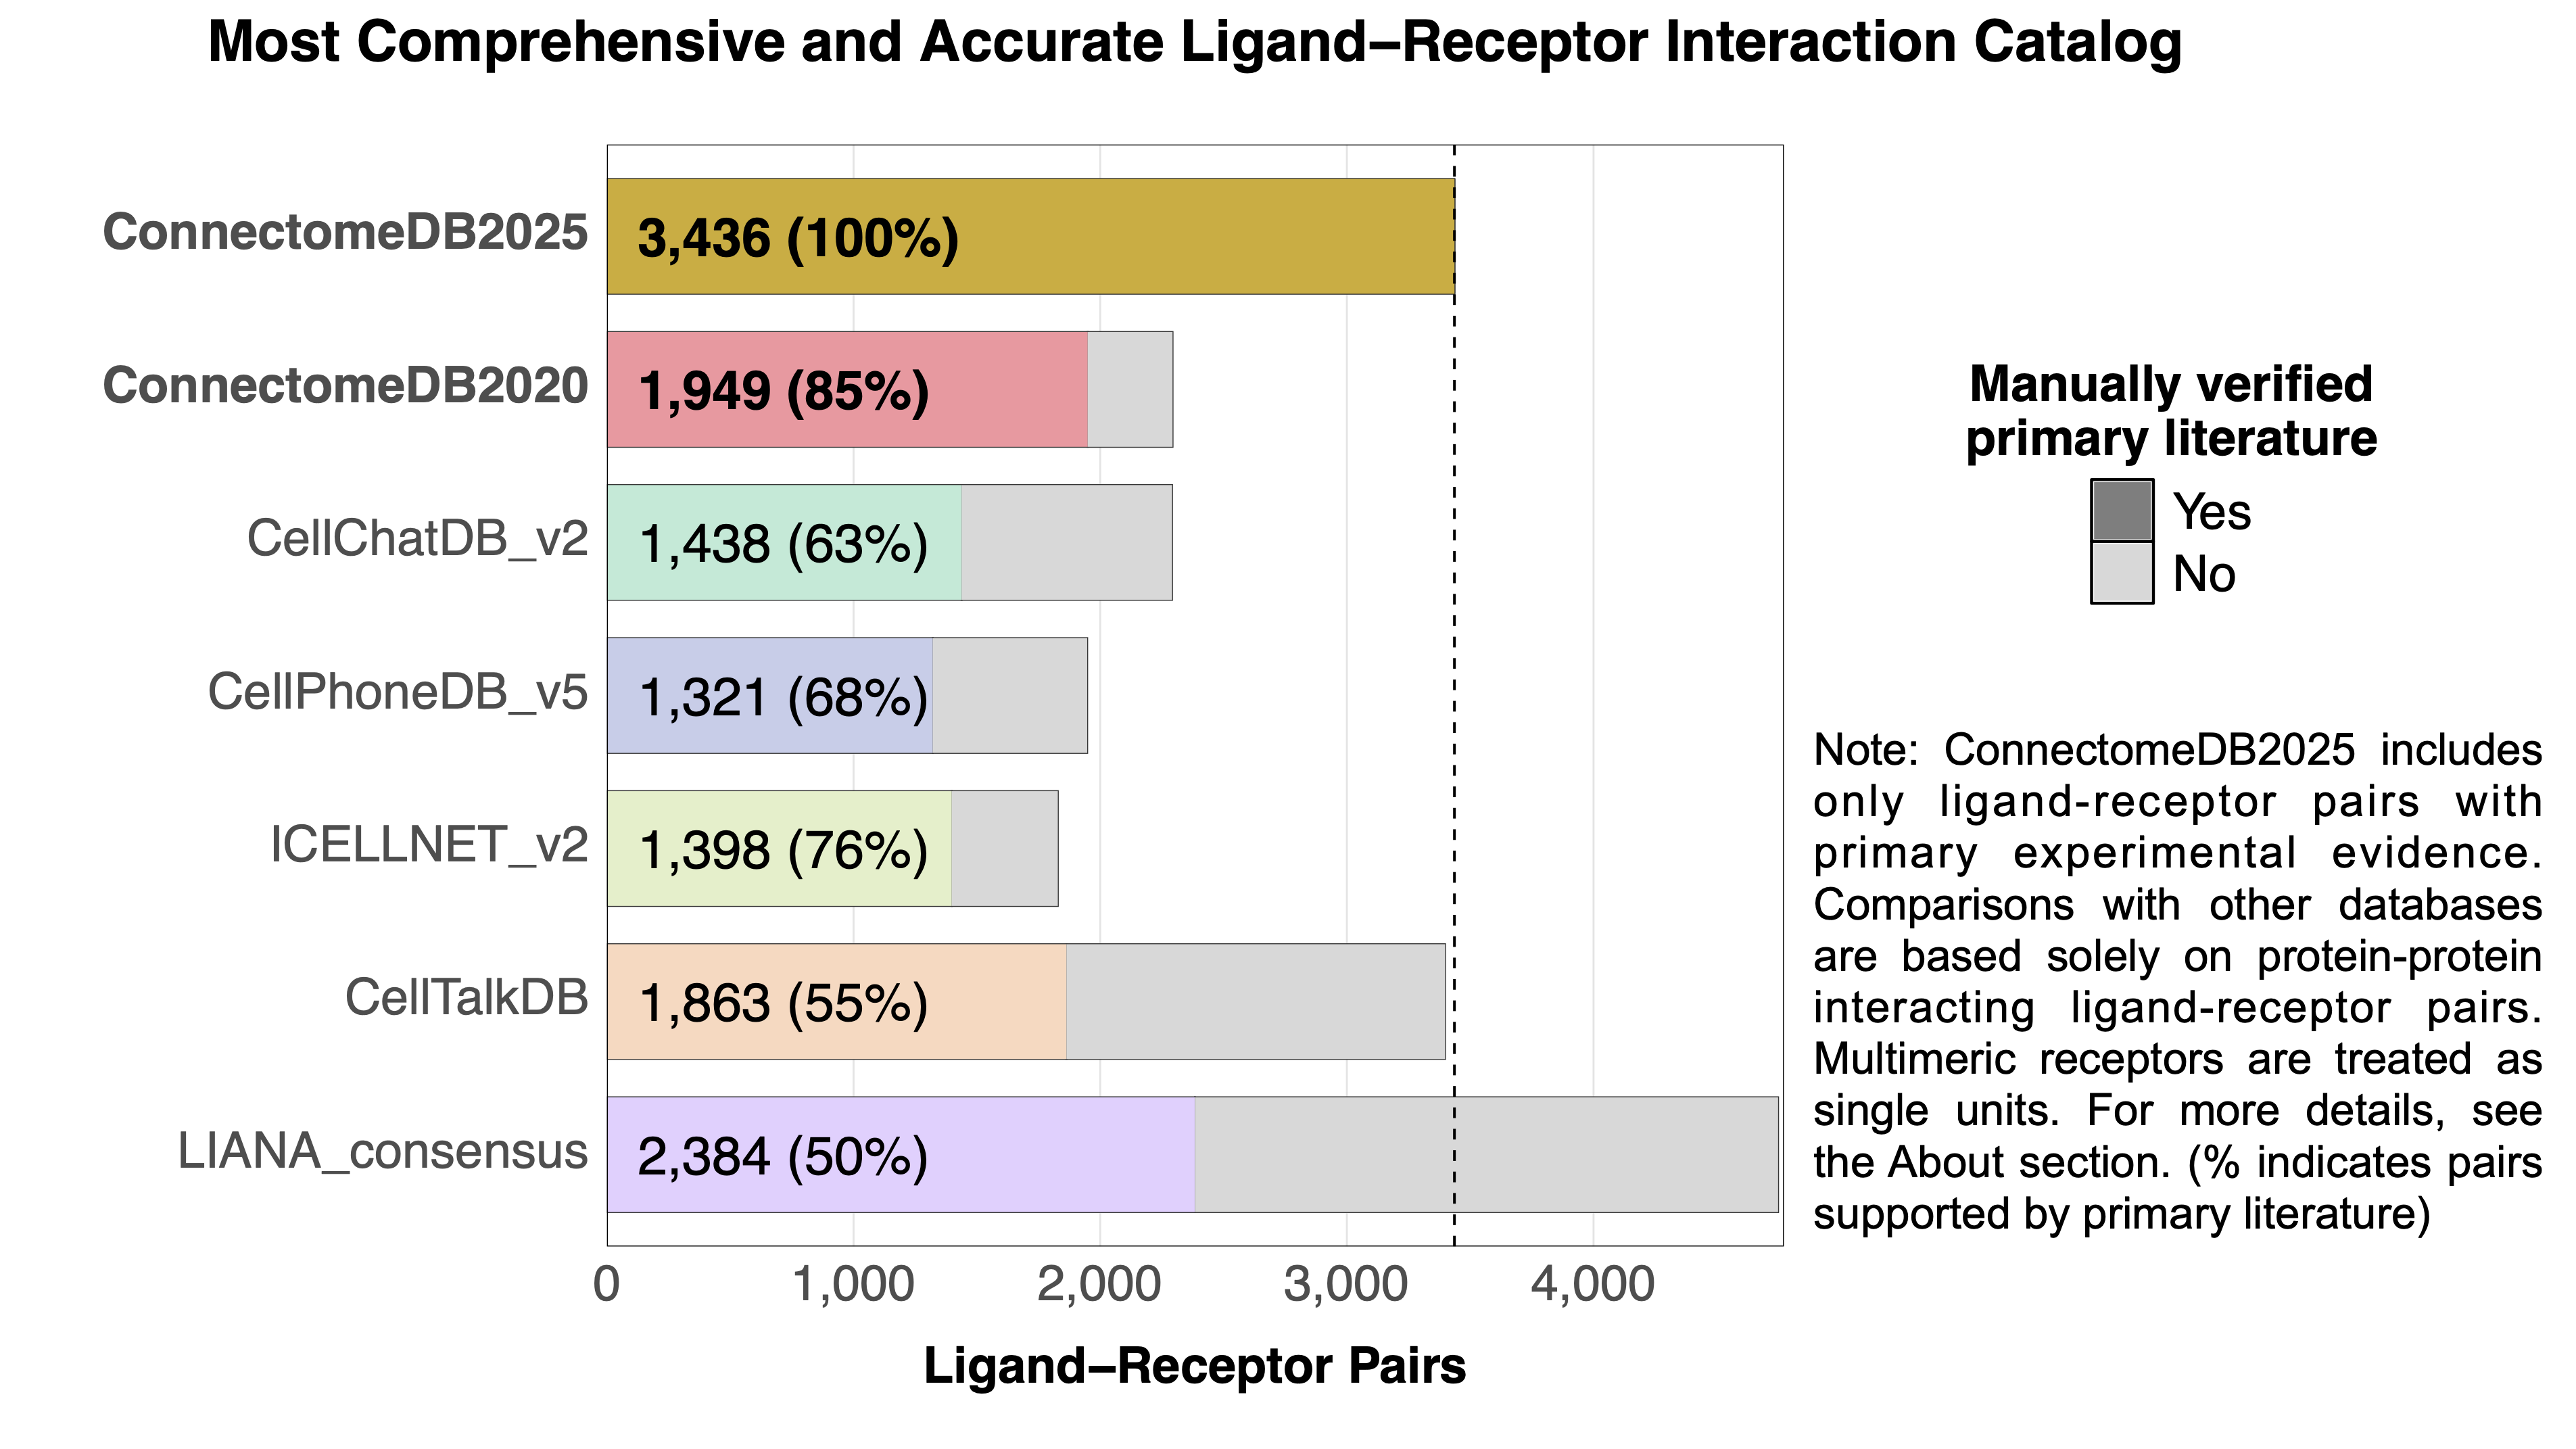 Most Comprehensive and Accurate Ligand–Receptor Interaction Catalog
ConnectomeDB2025
3,436 (100%)
ConnectomeDB2020
1,949 (85%)
CellChatDB_v2
1,438 (63%)
CellPhoneDB_v5
1,321 (68%)
ICELLNET_v2
1,398 (76%)
CellTalkDB
1,863 (55%)
LIANA_consensus
2,384 (50%)
0
1,000
2,000
3,000
4,000
Ligand–Receptor Pairs
Manually verified
primary literature
Yes
No
Note: ConnectomeDB2025 includes
only ligand-receptor pairs with
primary experimental evidence.
Comparisons with other databases
are based solely on protein-protein
interacting ligand-receptor pairs.
Multimeric receptors are treated as
single units. For more details, see
the About section. (% indicates pairs
supported by primary literature)